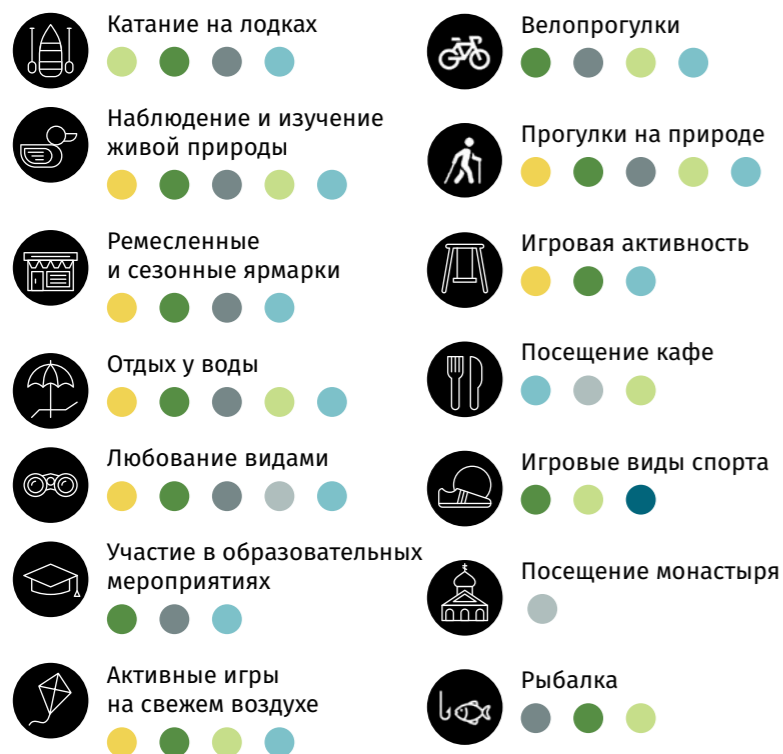 Катание на лодках
Наблюдение и изучение
живой природы
Ремесленные
и сезонные ярмарки
Отдых у воды
Любование видами
Участие в образовательных
мероприятиях
Активные игры
на свежем воздухе
Велопрогулки
Прогулки на природе
Игровая активность
Посещение кафе
Игровые виды спорта
Посещение монастыря
Рыбалка